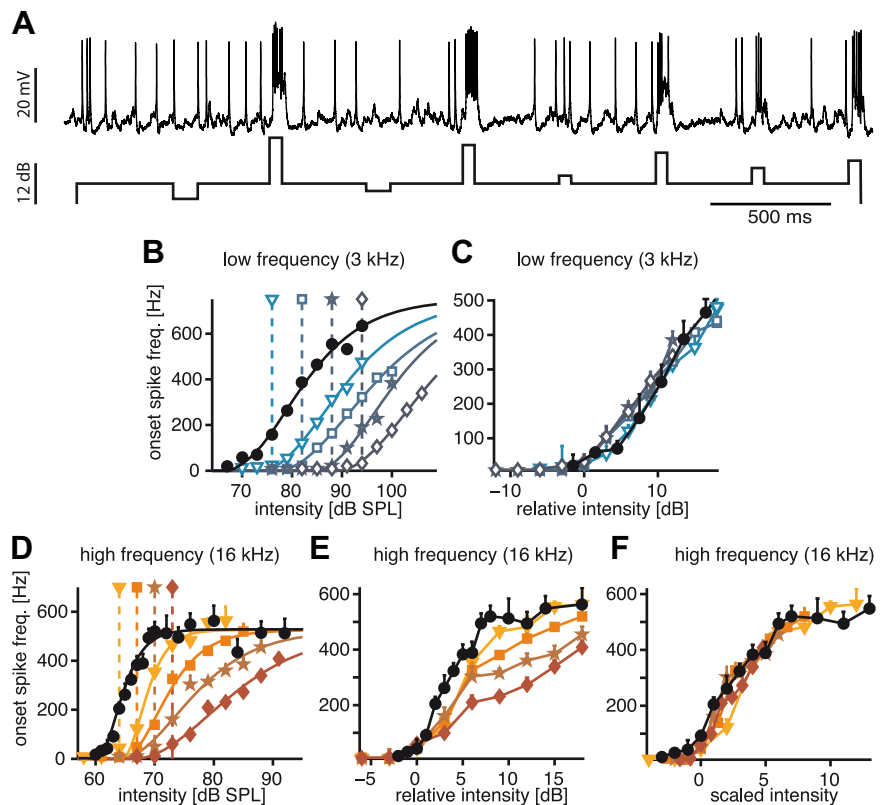 A
20 mV
12 dB
500 ms
B
low frequency (3 kHz)
onset spike freq. [Hz]
600
400
200
0
70
80
90
100
intensity [dB SPL]
C
low frequency (3 kHz)
500
400
300
200
100
−10
0
10
relative intensity [dB]
D
high frequency (16 kHz)
onset spike freq. [Hz]
600
400
200
0
60
70
80
90
intensity [dB SPL]
E
high frequency (16 kHz)
600
400
200
−5
0
5
10
15
relative intensity [dB]
F
high frequency (16 kHz)
600
400
200
0
5
10
scaled intensity